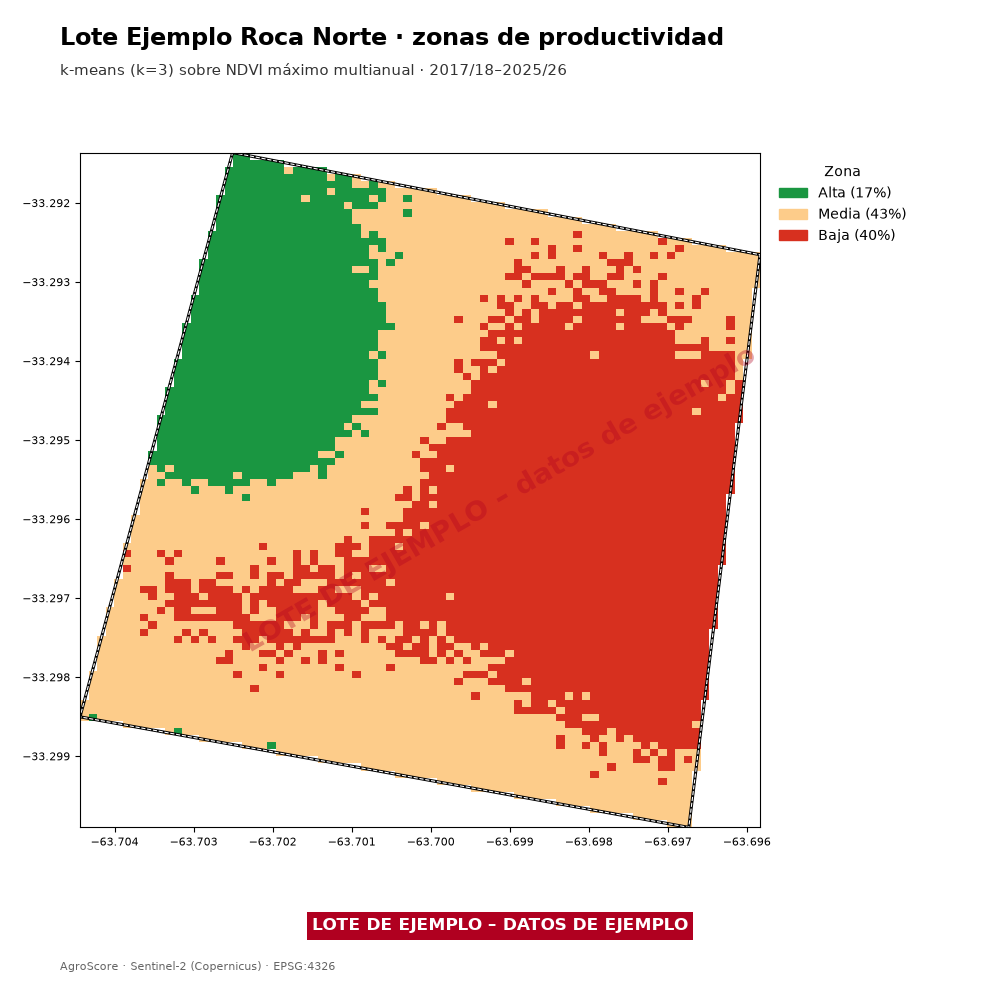 Lote Ejemplo Roca Norte · zonas de productividad
k-means (k=3) sobre NDVI máximo multianual · 2017/18–2025/26
Zona
Alta (17%)
Media (43%)
Baja (40%)
−33.292
−33.293
−33.294
−33.295
−33.296
−33.297
−33.298
−33.299
LOTE DE EJEMPLO – datos de ejemplo
−63.704
−63.703
−63.702
−63.701
−63.700
−63.699
−63.698
−63.697
−63.696
LOTE DE EJEMPLO – DATOS DE EJEMPLO
AgroScore · Sentinel-2 (Copernicus) · EPSG:4326